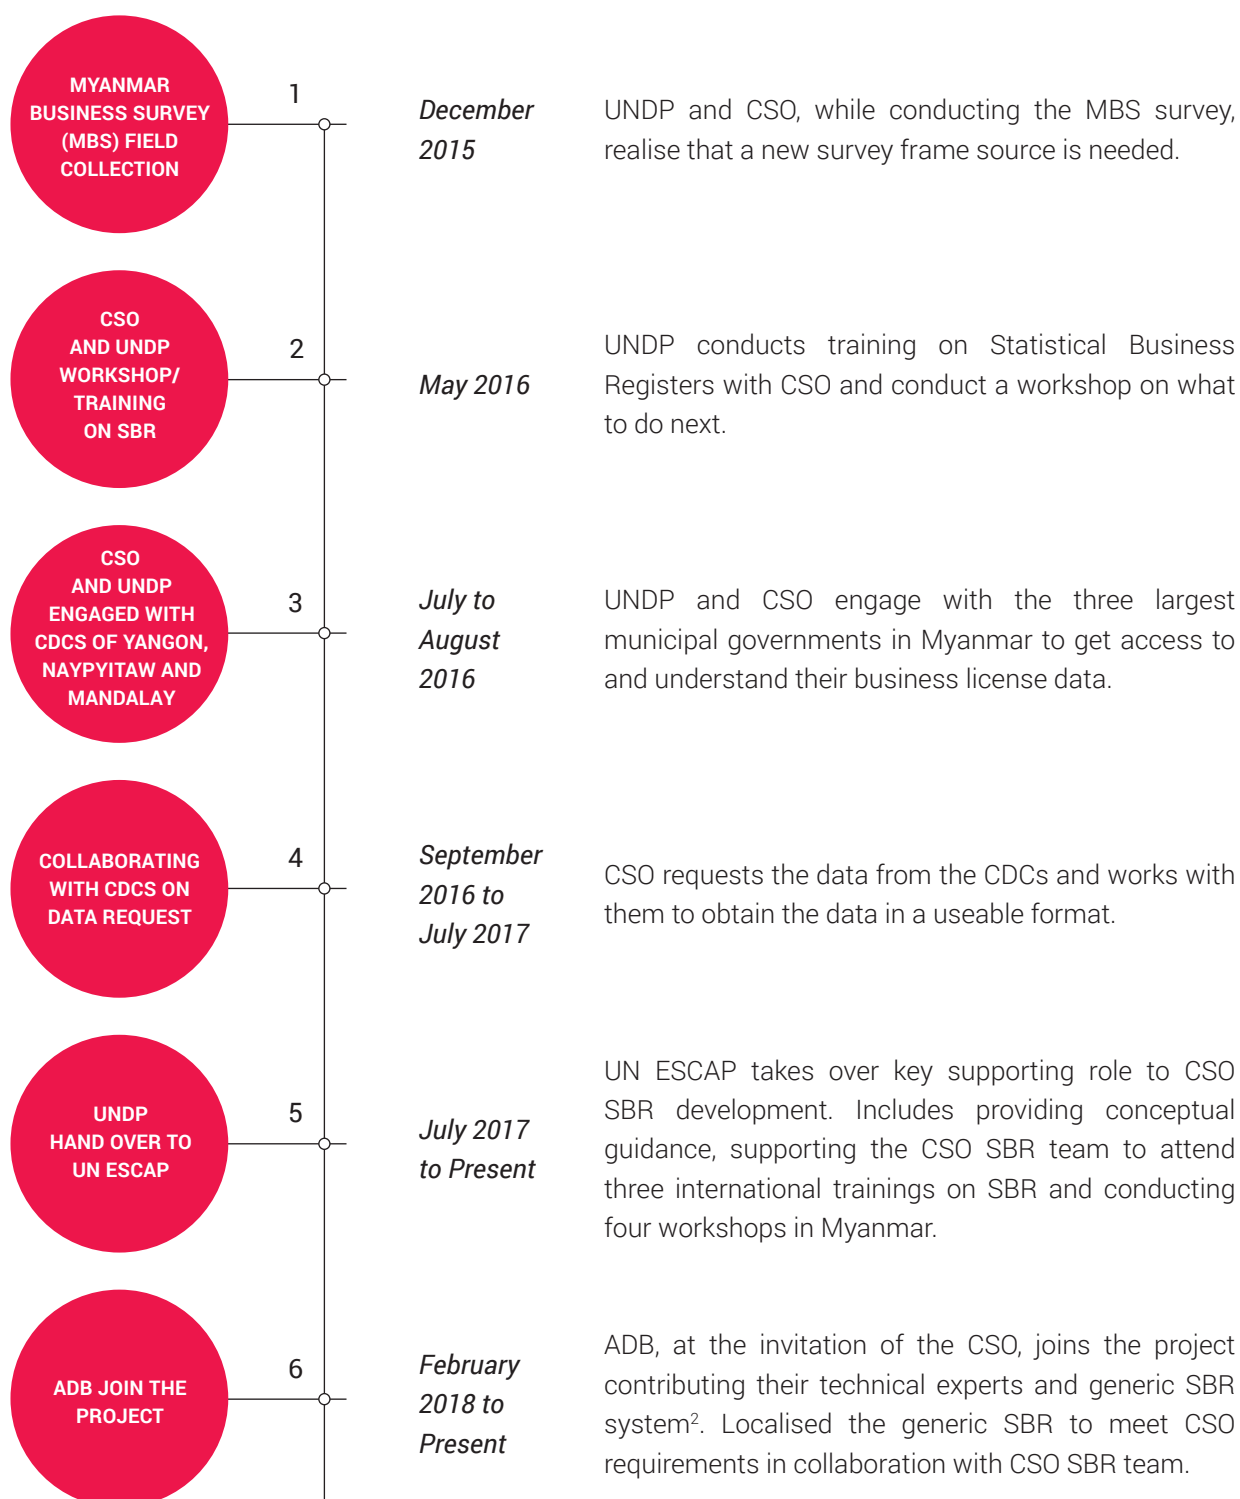 MYANMAR
BUSINESS SURVEY
(MBS) FIELD
COLLECTION
1
December
2015
UNDP and CSO, while conducting the MBS survey,
realise that a new survey frame source is needed.
CSO
AND UNDP
WORKSHOP/
TRAINING
ON SBR
2
May 2016
UNDP conducts training on Statistical Business
Registers with CSO and conduct a workshop on what
to do next.
CSO
AND UNDP
ENGAGED WITH
CDCS OF YANGON,
NAYPYITAW AND
MANDALAY
3
July to
August
2016
UNDP and CSO engage with the three largest
municipal governments in Myanmar to get access to
and understand their business license data.
COLLABORATING
WITH CDCS ON
DATA REQUEST
4
September
2016 to
July 2017
CSO requests the data from the CDCs and works with
them to obtain the data in a useable format.
UNDP
HAND OVER TO
UN ESCAP
5
July 2017
to Present
UN ESCAP takes over key supporting role to CSO
SBR development. Includes providing conceptual
guidance, supporting the CSO SBR team to attend
three international trainings on SBR and conducting
four workshops in Myanmar.
ADB JOIN THE
PROJECT
6
February
2018 to
Present
ADB, at the invitation of the CSO, joins the project
contributing their technical experts and generic SBR
system². Localised the generic SBR to meet CSO
requirements in collaboration with CSO SBR team.